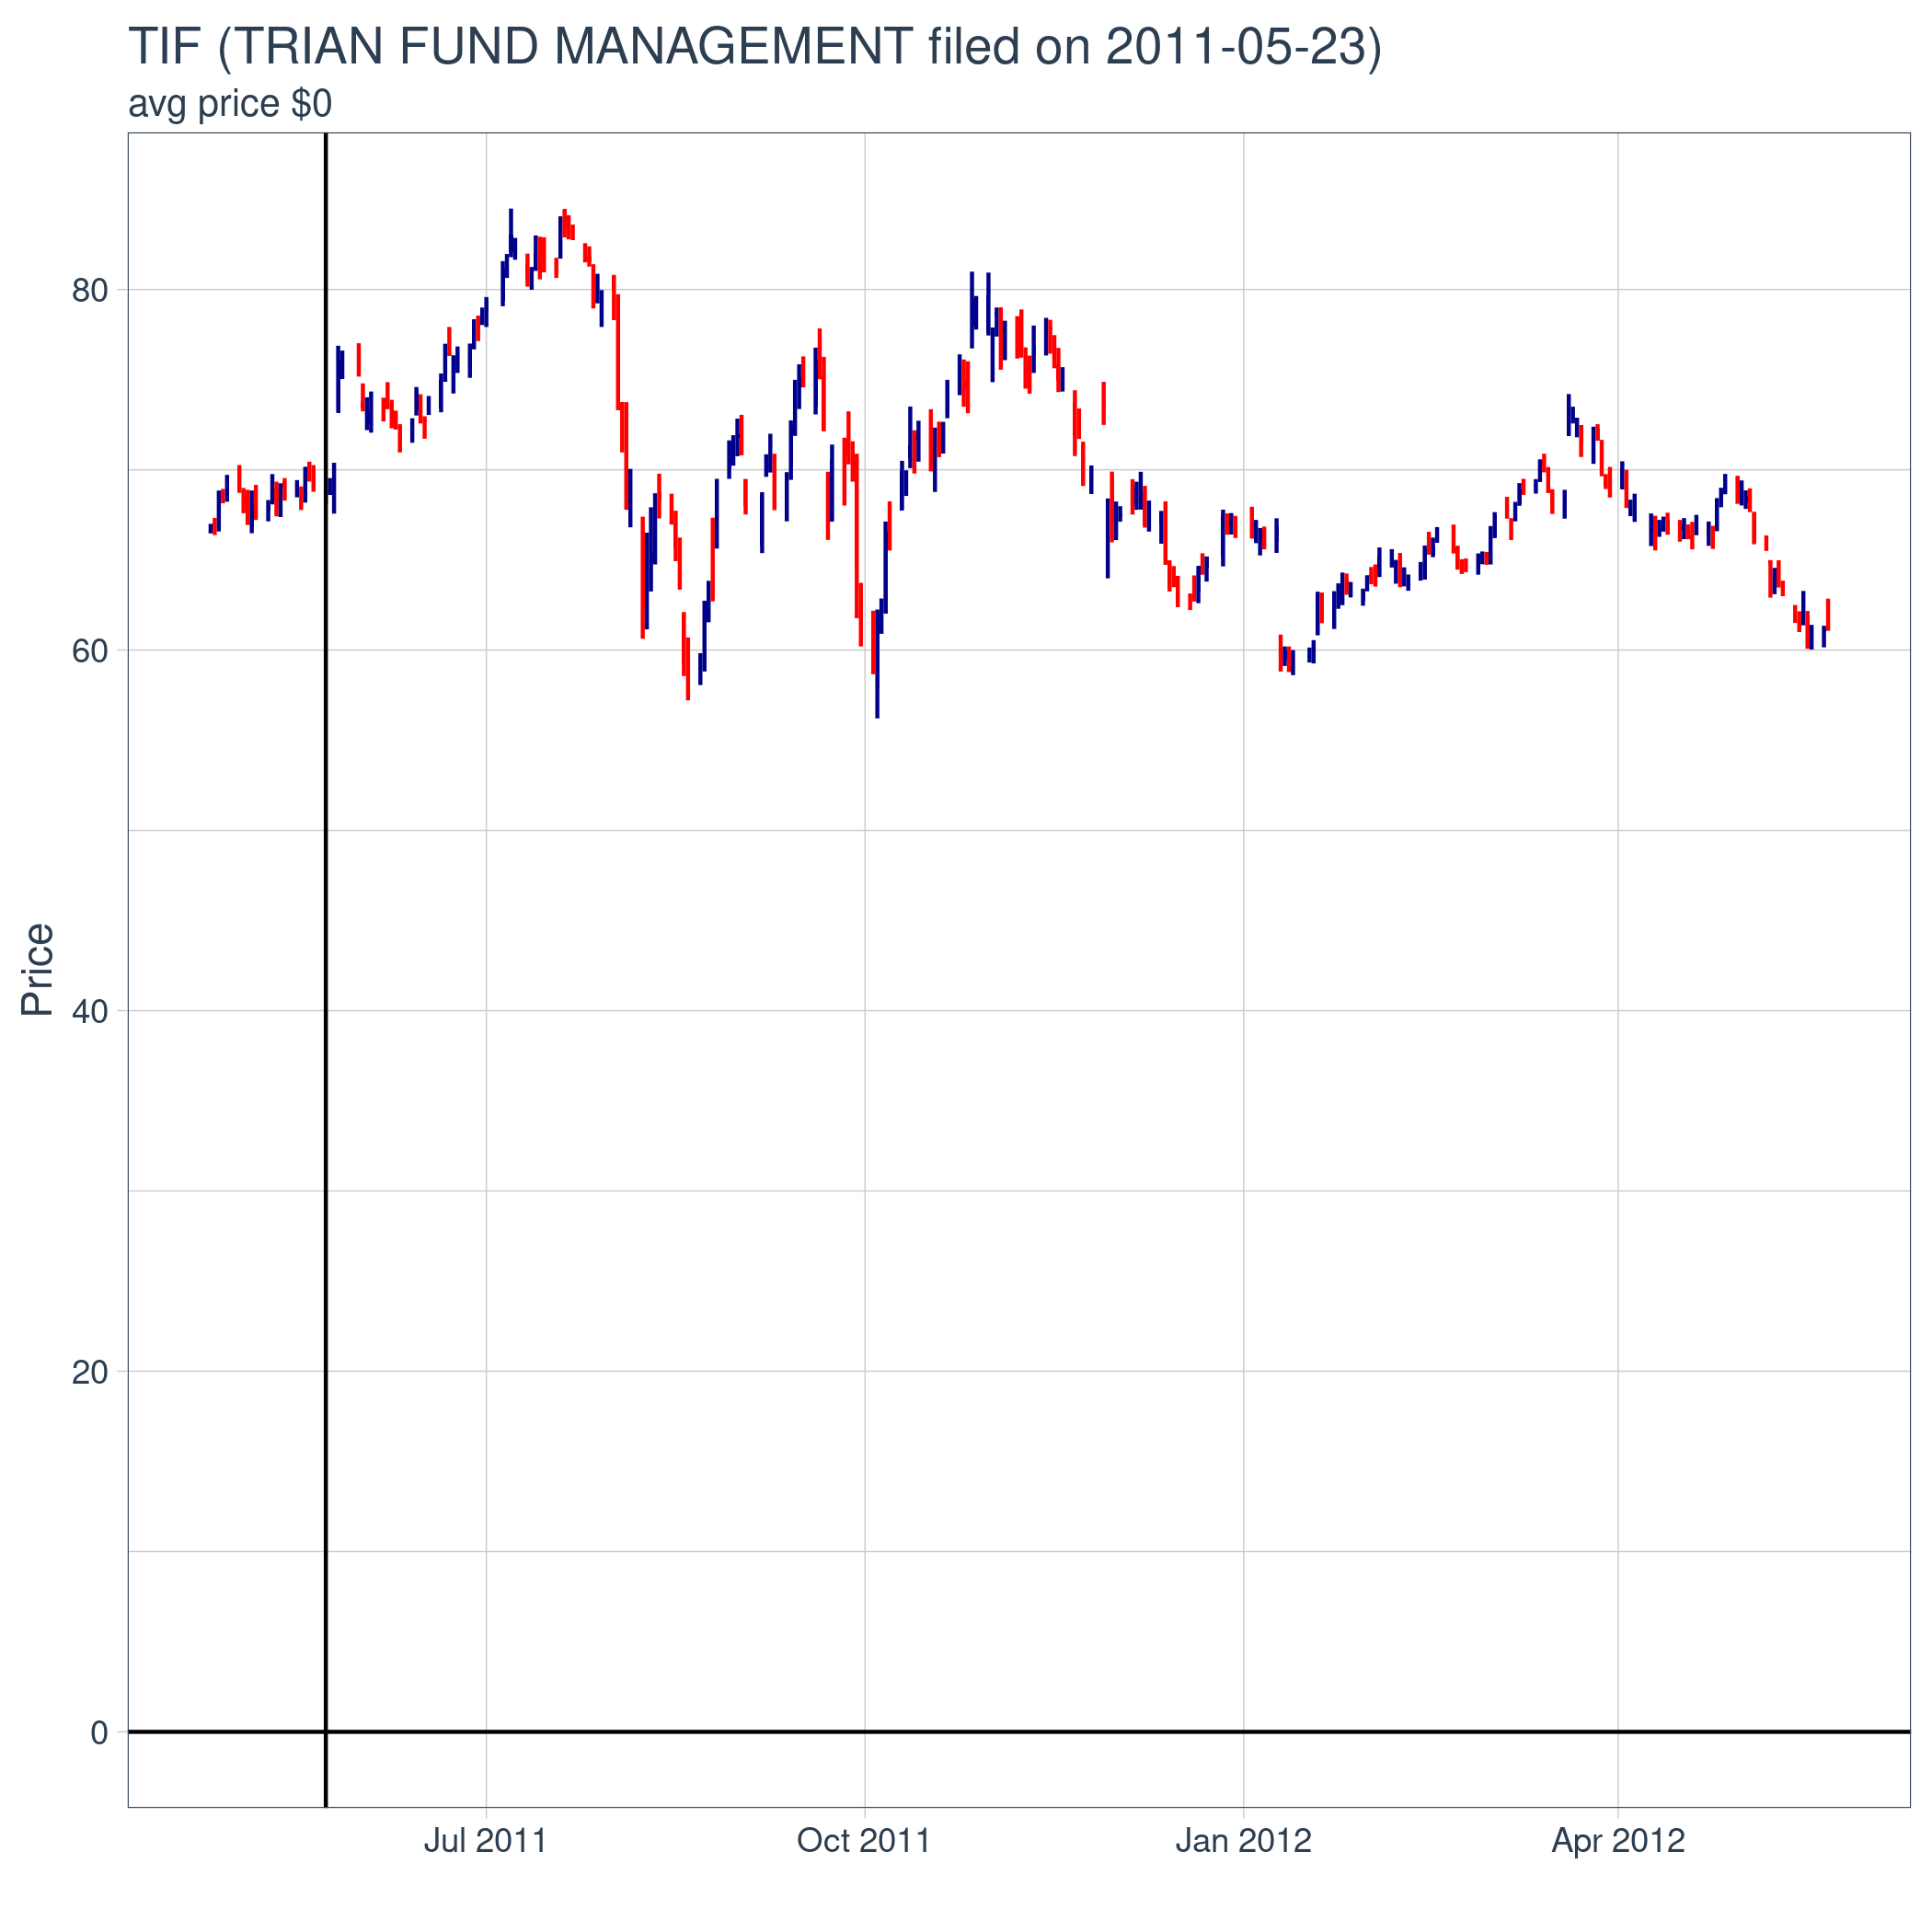 TIF (TRIAN FUND MANAGEMENT filed on 2011-05-23)
avg price $0
80
60
40
20
0
Price
Jul 2011 Oct 2011 Jan 2012 Apr 2012